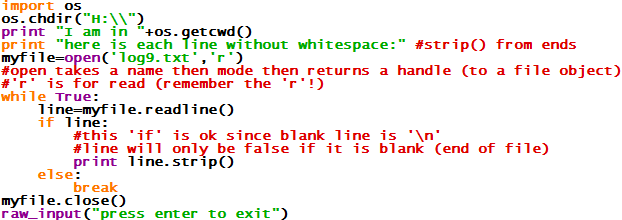 import os
os.chdir("H:\\")
print "I am in "+os.getcwd()
print "here is each line without whitespace:" #strip() from ends
myfile=open('log9.txt','r')
#open takes a name then mode then returns a handle (to a file object)
#'r' is for read (remember the 'r'!)
while True:
    line=myfile.readline()
    if line:
        #this 'if' is ok since blank line is '\n'
        #line will only be false if it is blank (end of file)
        print line.strip()
    else:
        break
myfile.close()
raw_input("press enter to exit")